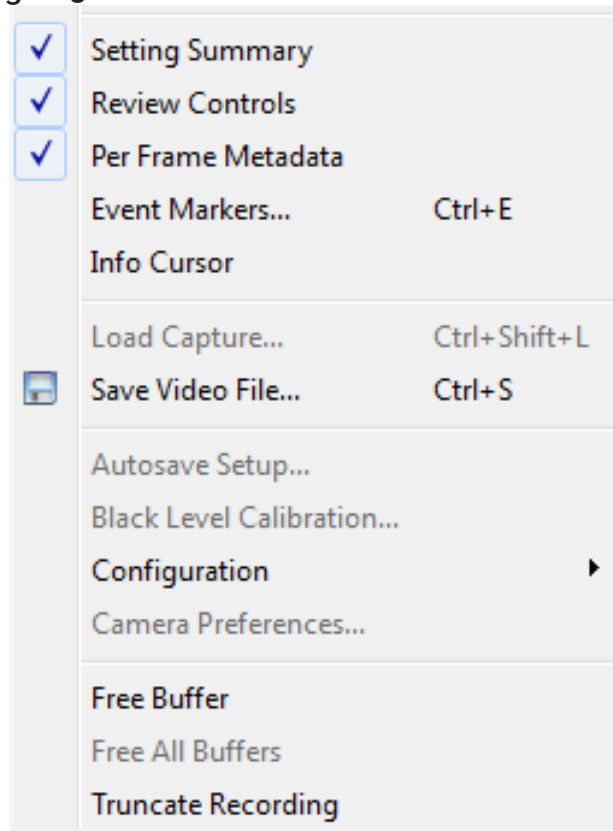 Setting Summary
Review Controls
Per Frame Metadata
Event Markers... Ctrl+E
Info Cursor
Load Capture... Ctrl+Shift+L
Save Video File... Ctrl+S
Autosave Setup...
Black Level Calibration...
Configuration
Camera Preferences...
Free Buffer
Free All Buffers
Truncate Recording